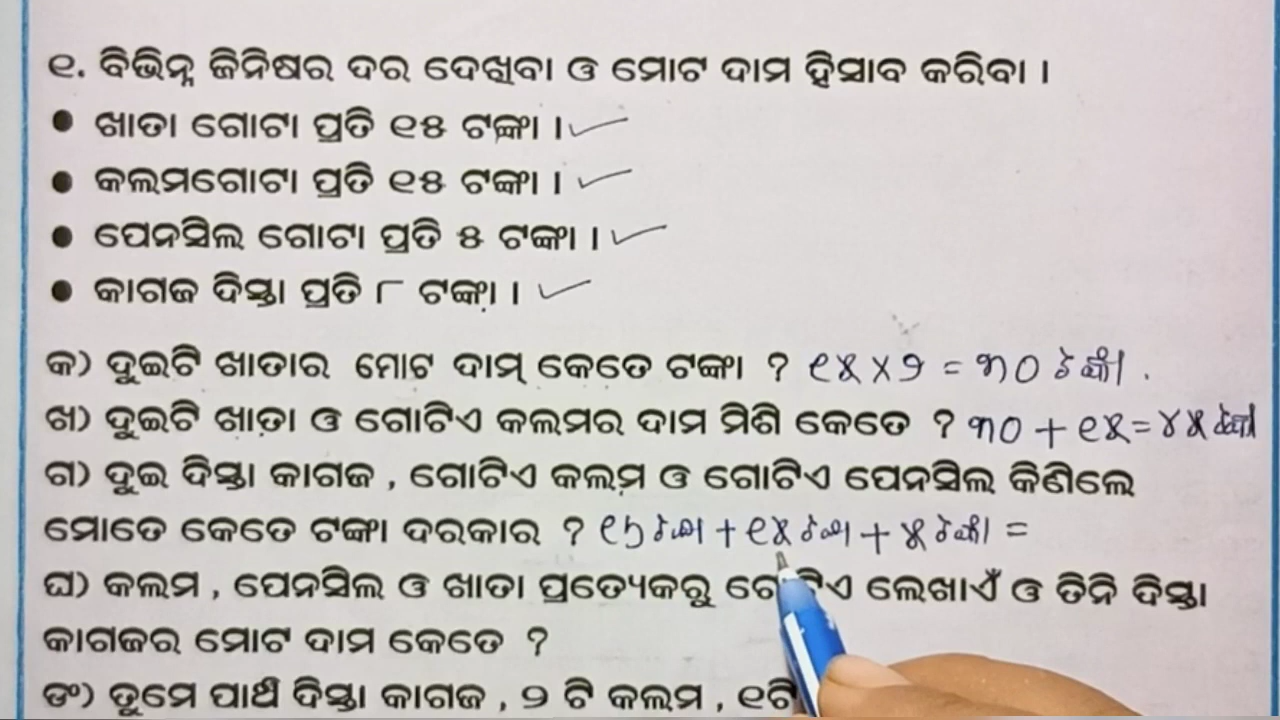 ୧. ବିଭିନ୍ନ ଜିନିଷର ଦର ଦେଖିବା ଓ ମୋଟ ଦାମ ହିସାବ କରିବା ।
● ଖାତା ଗୋଟା ପ୍ରତି ୧୫ ଟଙ୍କା ।
● କଲମଗୋଟା ପ୍ରତି ୧୫ ଟଙ୍କା ।
● ପେନସିଲ ଗୋଟା ପ୍ରତି ୫ ଟଙ୍କା ।
● କାଗଜ ଦିସ୍ତା ପ୍ରତି ୮ ଟଙ୍କା ।
କ) ଦୁଇଟି ଖାତାର ମୋଟ ଦାମ୍ କେତେ ଟଙ୍କା ? ୧୫ × ୨ = ୩୦ ଟଙ୍କା .
ଖ) ଦୁଇଟି ଖାତା ଓ ଗୋଟିଏ କଲମର ଦାମ ମିଶି କେତେ ? ୩୦ + ୧୫ = ୪୫ ଟଙ୍କା
ଗ) ଦୁଇ ଦିସ୍ତା କାଗଜ , ଗୋଟିଏ କଲମ ଓ ଗୋଟିଏ ପେନସିଲ କିଣିଲେ
ମୋତେ କେତେ ଟଙ୍କା ଦରକାର ? ୧୬ ଟଙ୍କା + ୧୫ ଟଙ୍କା + ୫ ଟଙ୍କା =
ଘ) କଲମ , ପେନସିଲ ଓ ଖାତା ପ୍ରତ୍ୟେକରୁ ଗୋଟିଏ ଲେଖାଏଁ ଓ ତିନି ଦିସ୍ତା
କାଗଜର ମୋଟ ଦାମ କେତେ ?
ଙ) ତୁମେ ପାଞ୍ଚ ଦିସ୍ତା କାଗଜ , ୨ ଟି କଲମ , ୧ଟି